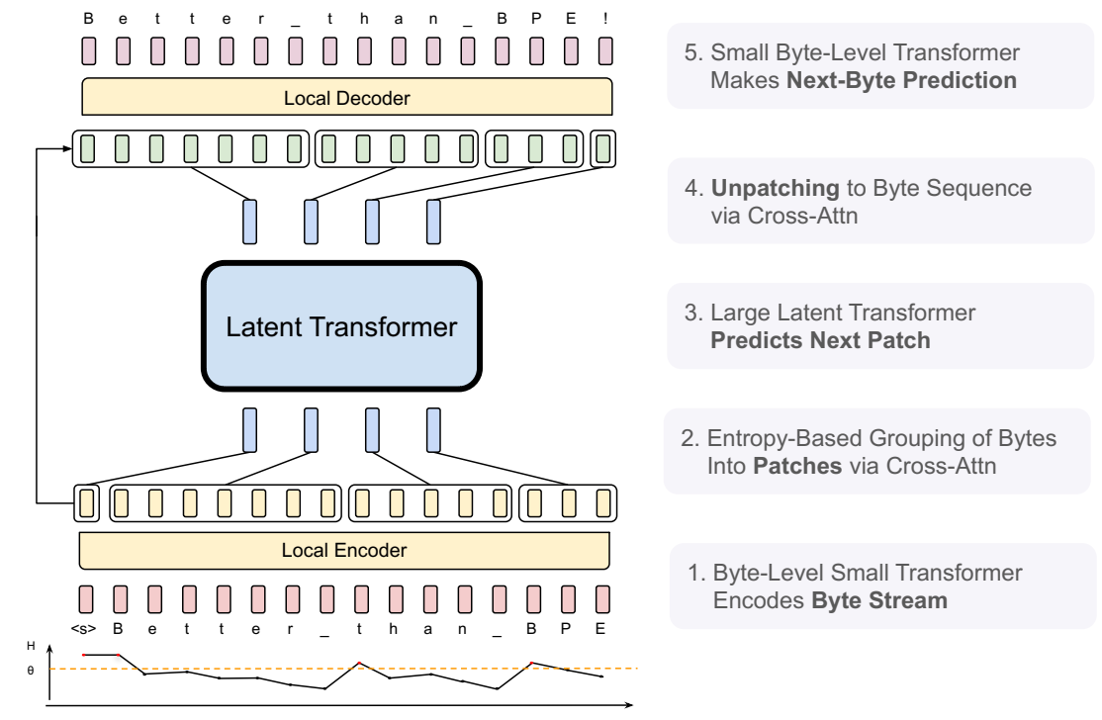 B e t t e r _ t h a n _ B P E !
Local Decoder
5. Small Byte-Level Transformer
Makes Next-Byte Prediction
4. Unpatching to Byte Sequence
via Cross-Attn
Latent Transformer
3. Large Latent Transformer
Predicts Next Patch
2. Entropy-Based Grouping of Bytes
Into Patches via Cross-Attn
Local Encoder
1. Byte-Level Small Transformer
Encodes Byte Stream
<s> B e t t e r _ t h a n _ B P E
H
θ